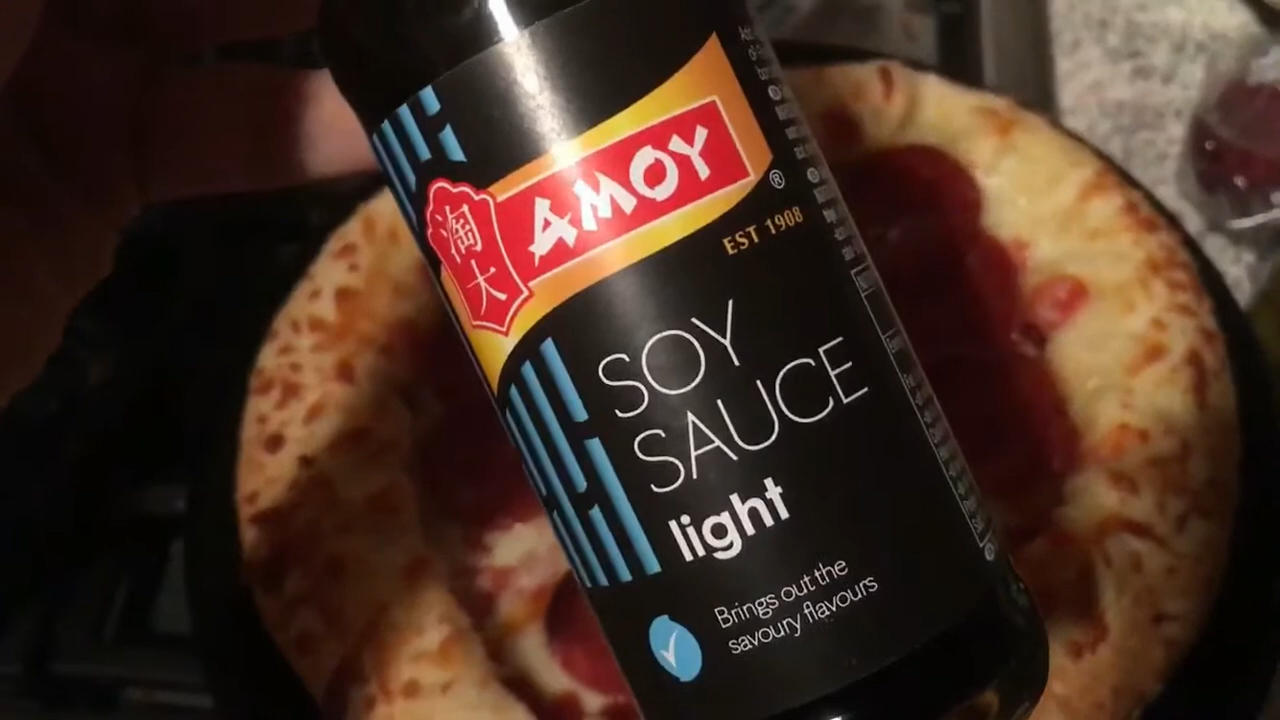 淘大
AMOY
®
EST 1908
SOY
SAUCE
light
Brings out the
savoury flavours